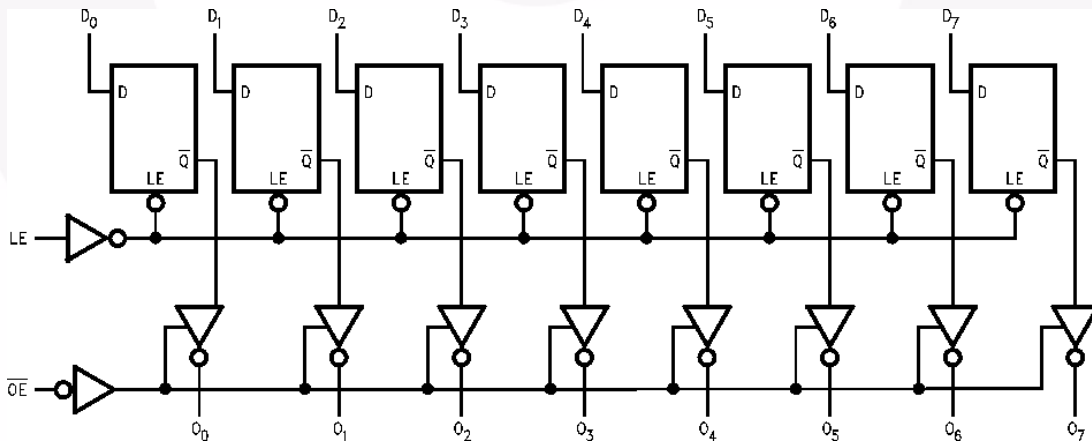 D₀ D₁ D₂ D₃ D₄ D₅ D₆ D₇
D D D D D D D D
Q̅ Q̅ Q̅ Q̅ Q̅ Q̅ Q̅ Q̅
LE LE LE LE LE LE LE LE
LE
O̅E̅
O₀ O₁ O₂ O₃ O₄ O₅ O₆ O₇